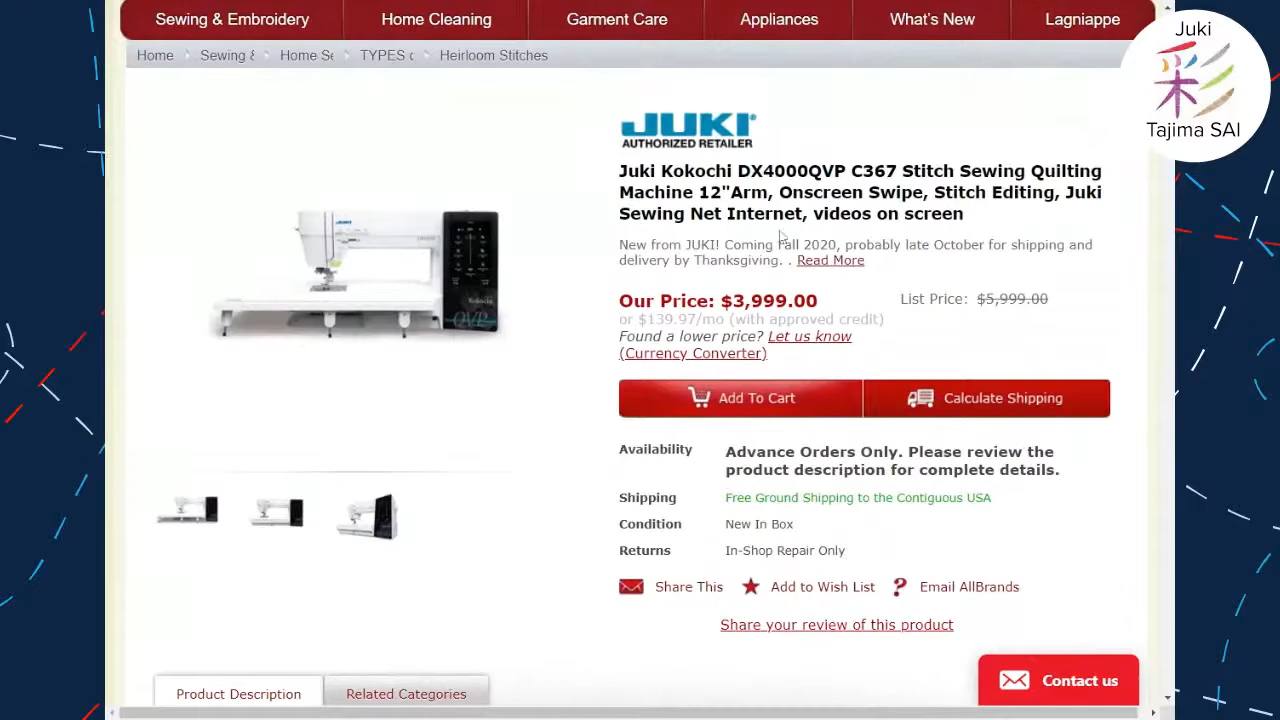 Sewing & Embroidery
Home Cleaning
Garment Care
Appliances
What's New
Lagniappe
Juki
彩
Tajima SAI
Home
Sewing &
Home Se
TYPES
Heirloom Stitches
JUKI
AUTHORIZED RETAILER
Juki Kokochi DX4000QVP C367 Stitch Sewing Quilting
Machine 12"Arm, Onscreen Swipe, Stitch Editing, Juki
Sewing Net Internet, videos on screen
New from JUKI! Coming Fall 2020, probably late October for shipping and
delivery by Thanksgiving. . Read More
Our Price: $3,999.00
List Price: $5,999.00
or $139.97/mo (with approved credit)
Found a lower price? Let us know
(Currency Converter)
Add To Cart
Calculate Shipping
Availability
Advance Orders Only. Please review the
product description for complete details.
Shipping
Free Ground Shipping to the Contiguous USA
Condition
New In Box
Returns
In-Shop Repair Only
Share This
Add to Wish List
Email AllBrands
Share your review of this product
Product Description
Related Categories
Contact us
JUKI
Kokochi
QVP